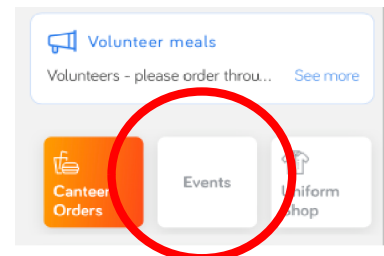 Volunteer meals
Volunteers - please order throu... See more
Canteen
Orders
Events
Uniform
Shop